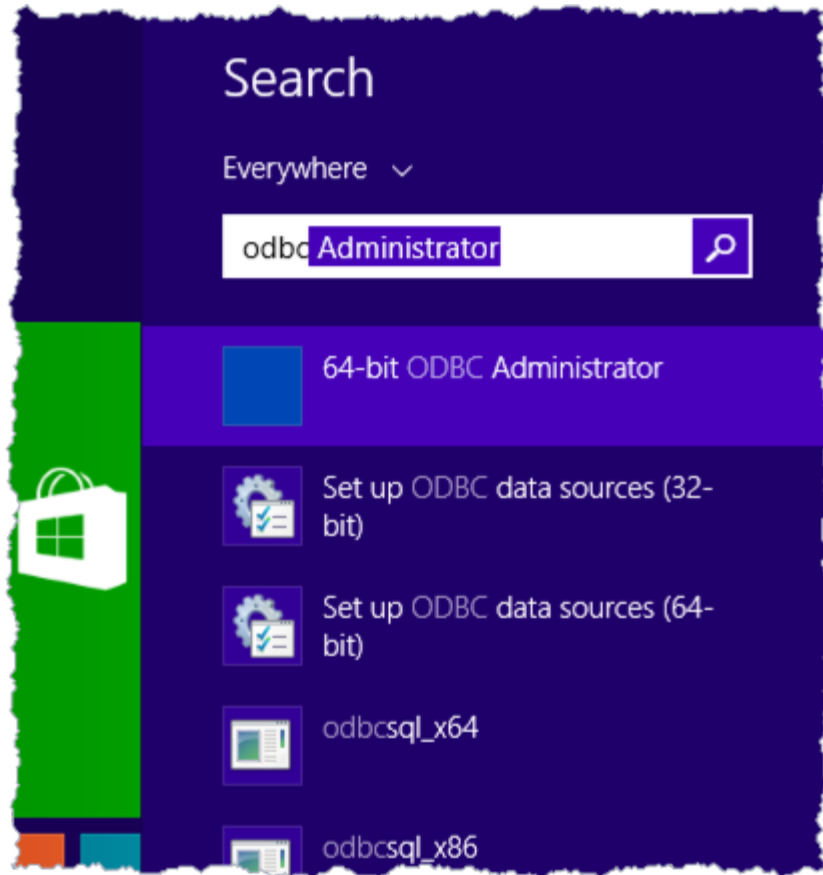 Search
Everywhere
odbc Administrator
64-bit ODBC Administrator
Set up ODBC data sources (32-
bit)
Set up ODBC data sources (64-
bit)
odbcsql_x64
odbcsql_x86